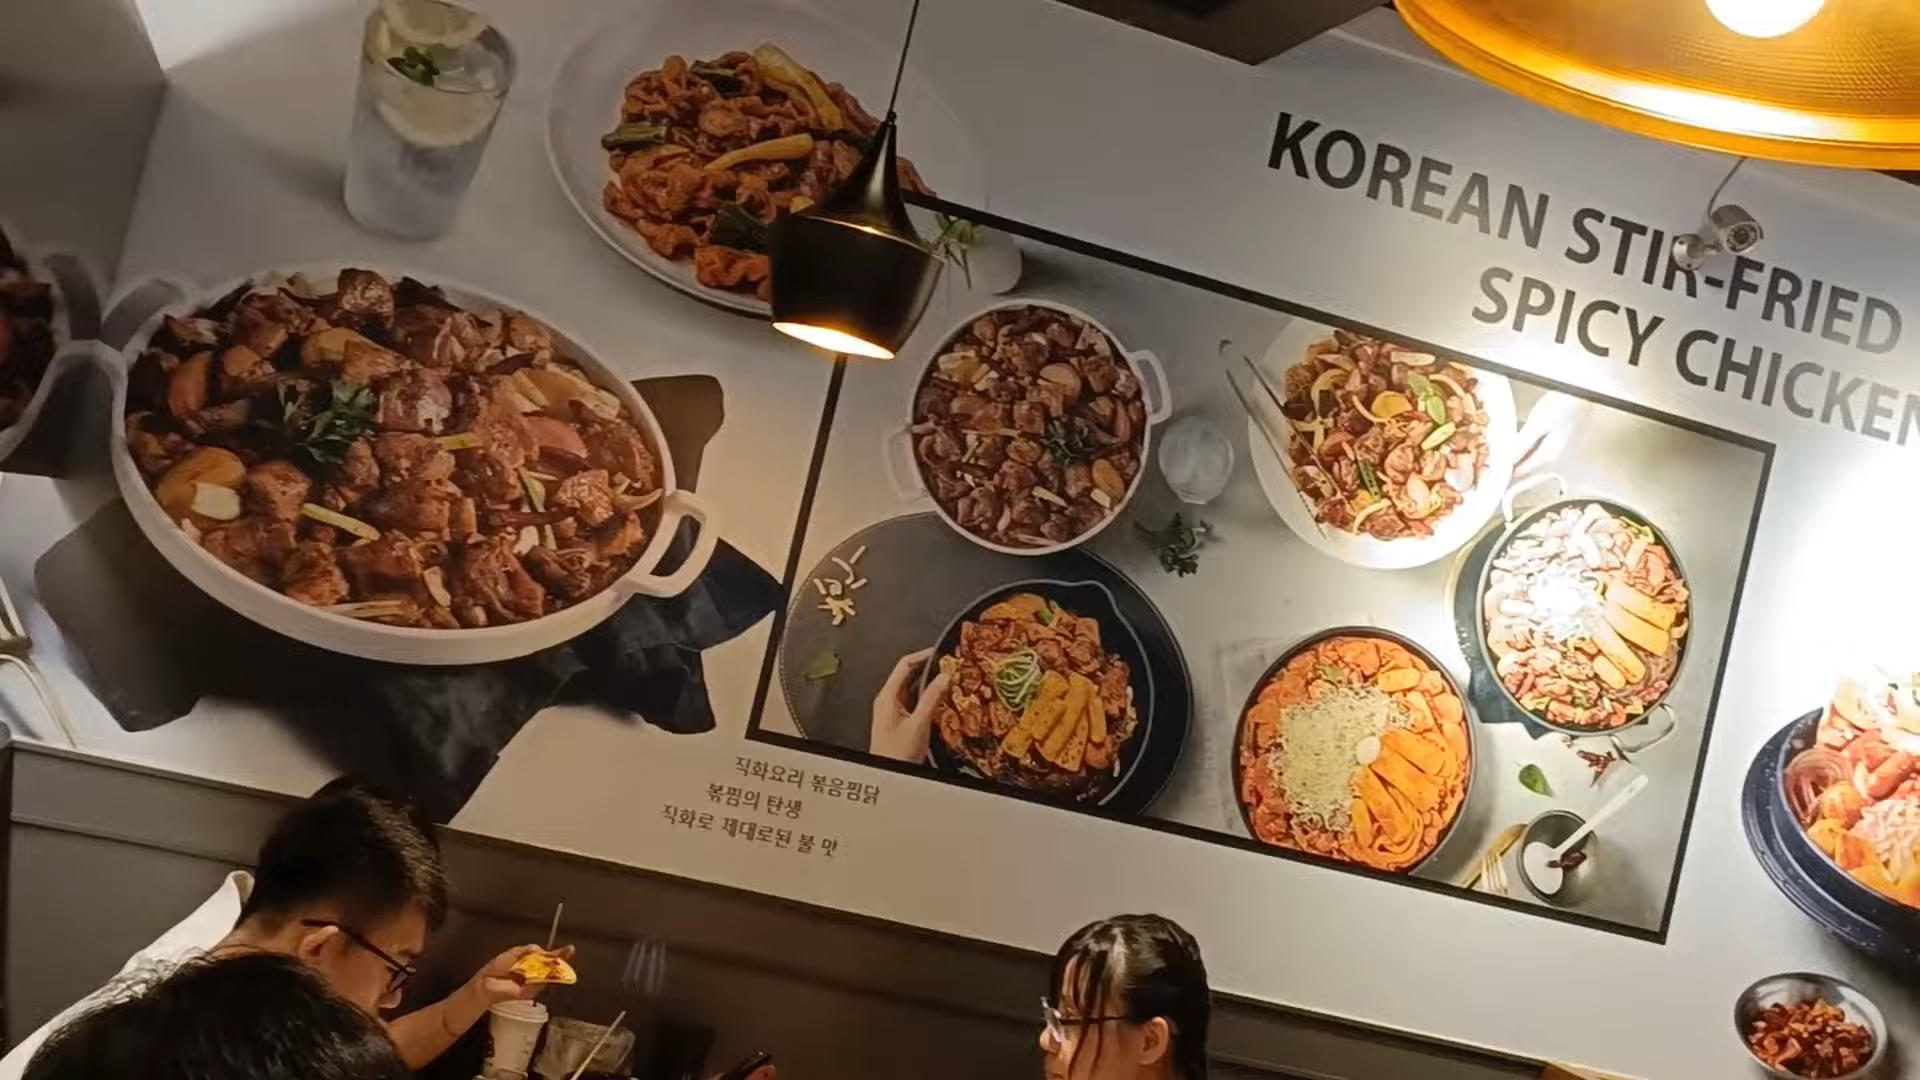 KOREAN STIR-FRIED
SPICY CHICKEN
직화요리 볶음찜닭
볶찜의 탄생
직화로 제대로된 불 맛